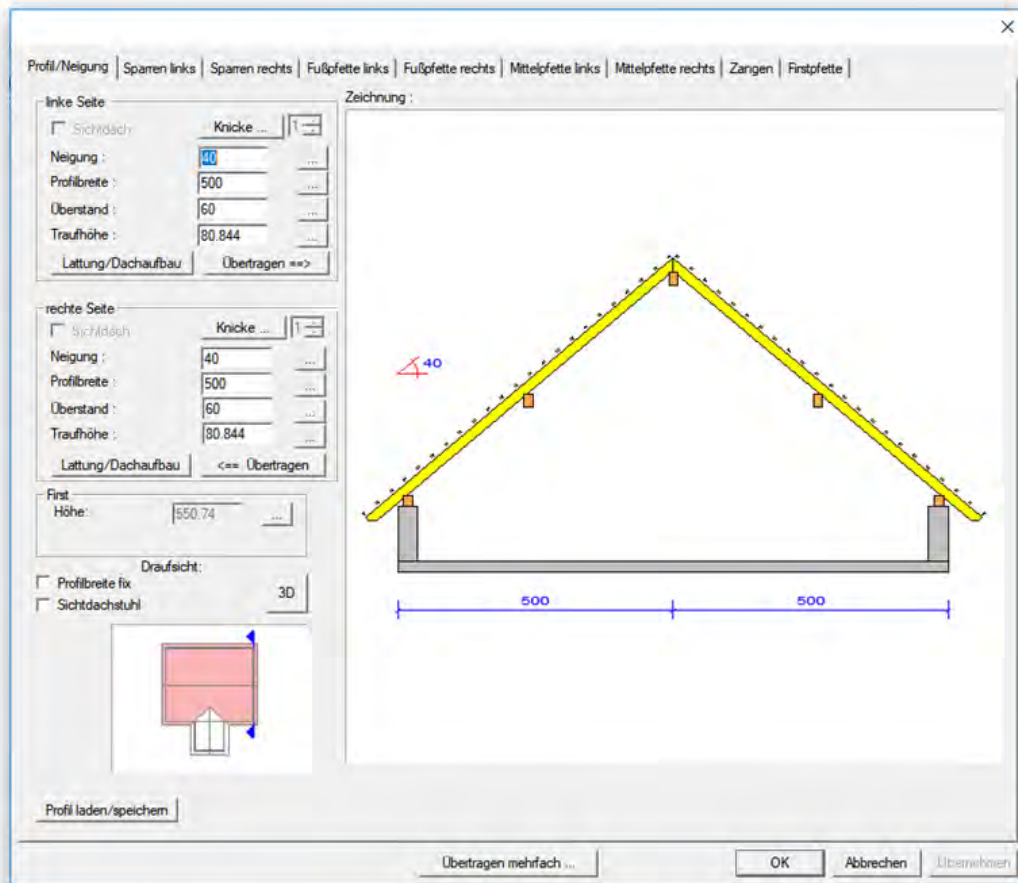 Profil/Neigung Sparren links Sparren rechts Fußpfette links Fußpfette rechts Mittelpfette links Mittelpfette rechts Zangen Firstpfette
linke Seite
Sichtdach Knicke ... 1
Neigung : 40 ...
Profilbreite : 500 ...
Überstand : 60 ...
Traufhöhe : 80.844 ...
Lattung/Dachaufbau Übertragen ==>
rechte Seite
Sichtdach Knicke ... 1
Neigung : 40 ...
Profilbreite : 500 ...
Überstand : 60 ...
Traufhöhe : 80.844 ...
Lattung/Dachaufbau <== Übertragen
First
Höhe: 550.74 ...
Draufsicht:
Profilbreite fix
Sichtdachstuhl
3D
Profil laden/speichern
Zeichnung :
40
500 500
Übertragen mehrfach ... OK Abbrechen Übernehmen